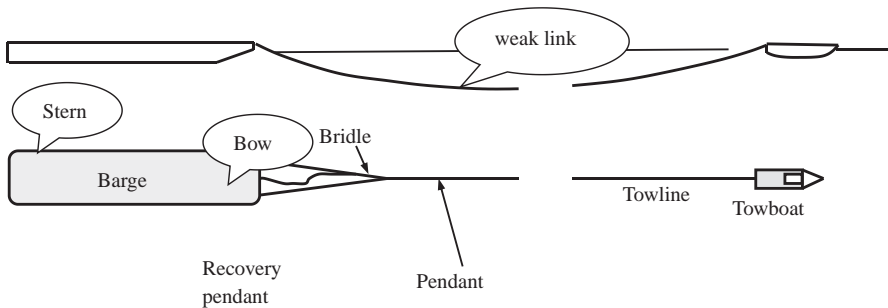 weak link
Stern
Bow
Bridle
Barge
Towline
Towboat
Recovery
pendant
Pendant